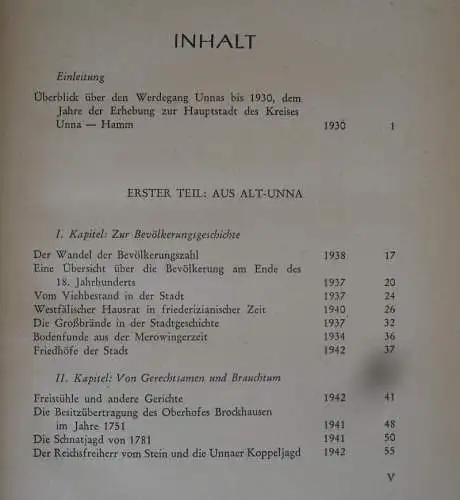 INHALT
Einleitung
Überblick über den Werdegang Unnas bis 1930, dem
Jahre der Erhebung zur Hauptstadt des Kreises
Unna — Hamm 1930 1
ERSTER TEIL: AUS ALT-UNNA
I. Kapitel: Zur Bevölkerungsgeschichte
Der Wandel der Bevölkerungszahl 1938 17
Eine Übersicht über die Bevölkerung am Ende des
18. Jahrhunderts 1937 20
Vom Viehbestand in der Stadt 1937 24
Westfälischer Hausrat in friederizianischer Zeit 1940 26
Die Großbrände in der Stadtgeschichte 1937 32
Bodenfunde aus der Merowingerzeit 1934 36
Friedhöfe der Stadt 1942 37
II. Kapitel: Von Gerechtsamen und Brauchtum
Freistühle und andere Gerichte 1942 41
Die Besitzübertragung des Oberhofes Brockhausen
im Jahre 1751 1941 48
Die Schnatjagd von 1781 1941 50
Der Reichsfreiherr vom Stein und die Unnaer Koppeljagd 1942 55
V